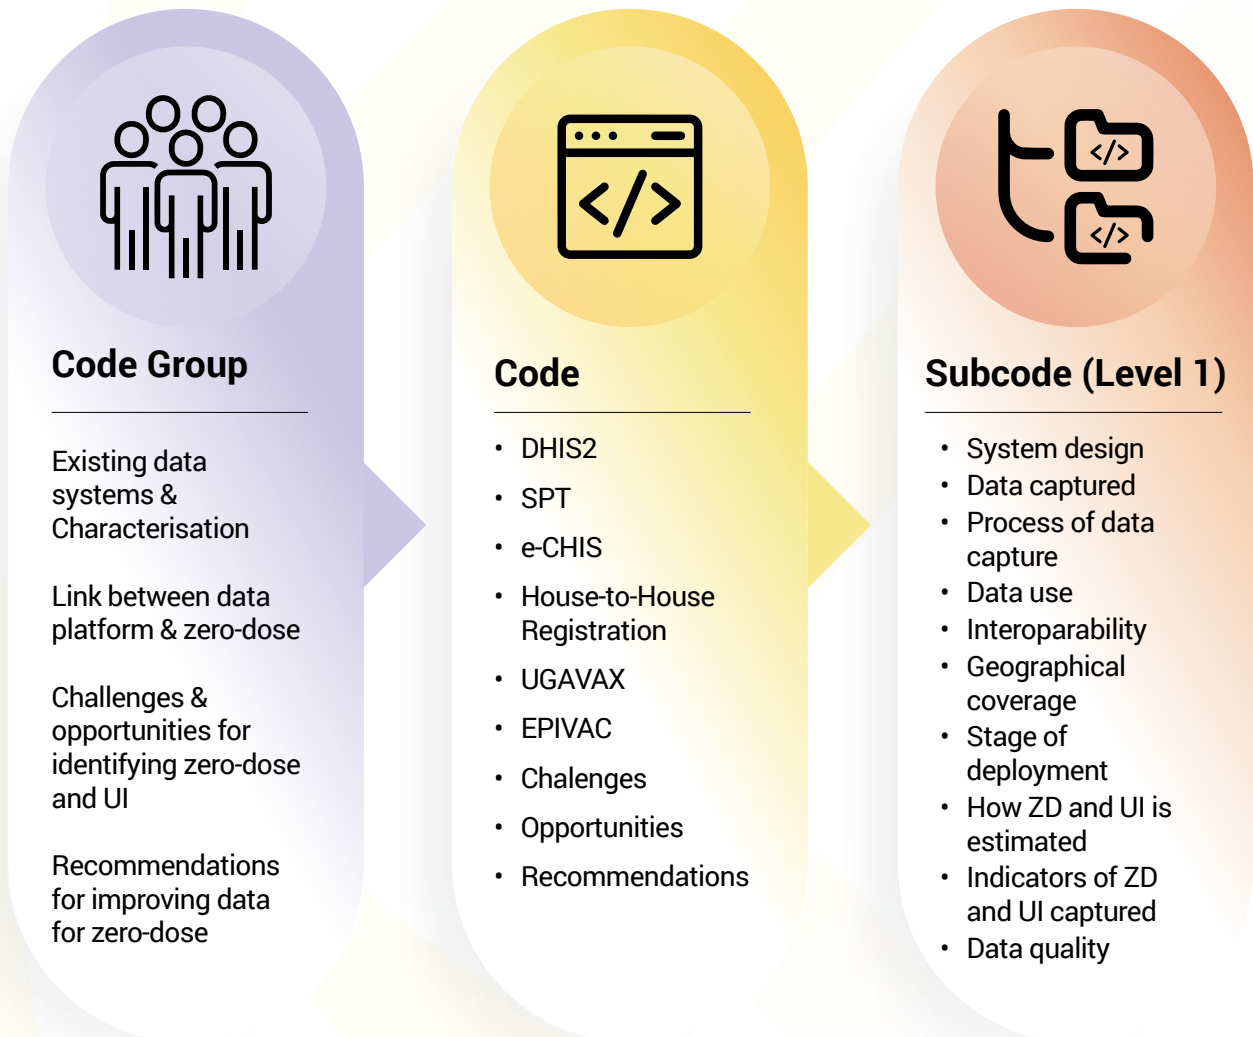 Code Group
Existing data
systems &
Characterisation
Link between data
platform & zero-dose
Challenges &
opportunities for
identifying zero-dose
and UI
Recommendations
for improving data
for zero-dose
</>
Code
• DHIS2
• SPT
• e-CHIS
• House-to-House
Registration
• UGAVAX
• EPIVAC
• Chalenges
• Opportunities
• Recommendations
</>
</>
Subcode (Level 1)
• System design
• Data captured
• Process of data
capture
• Data use
• Interoparability
• Geographical
coverage
• Stage of
deployment
• How ZD and UI is
estimated
• Indicators of ZD
and UI captured
• Data quality